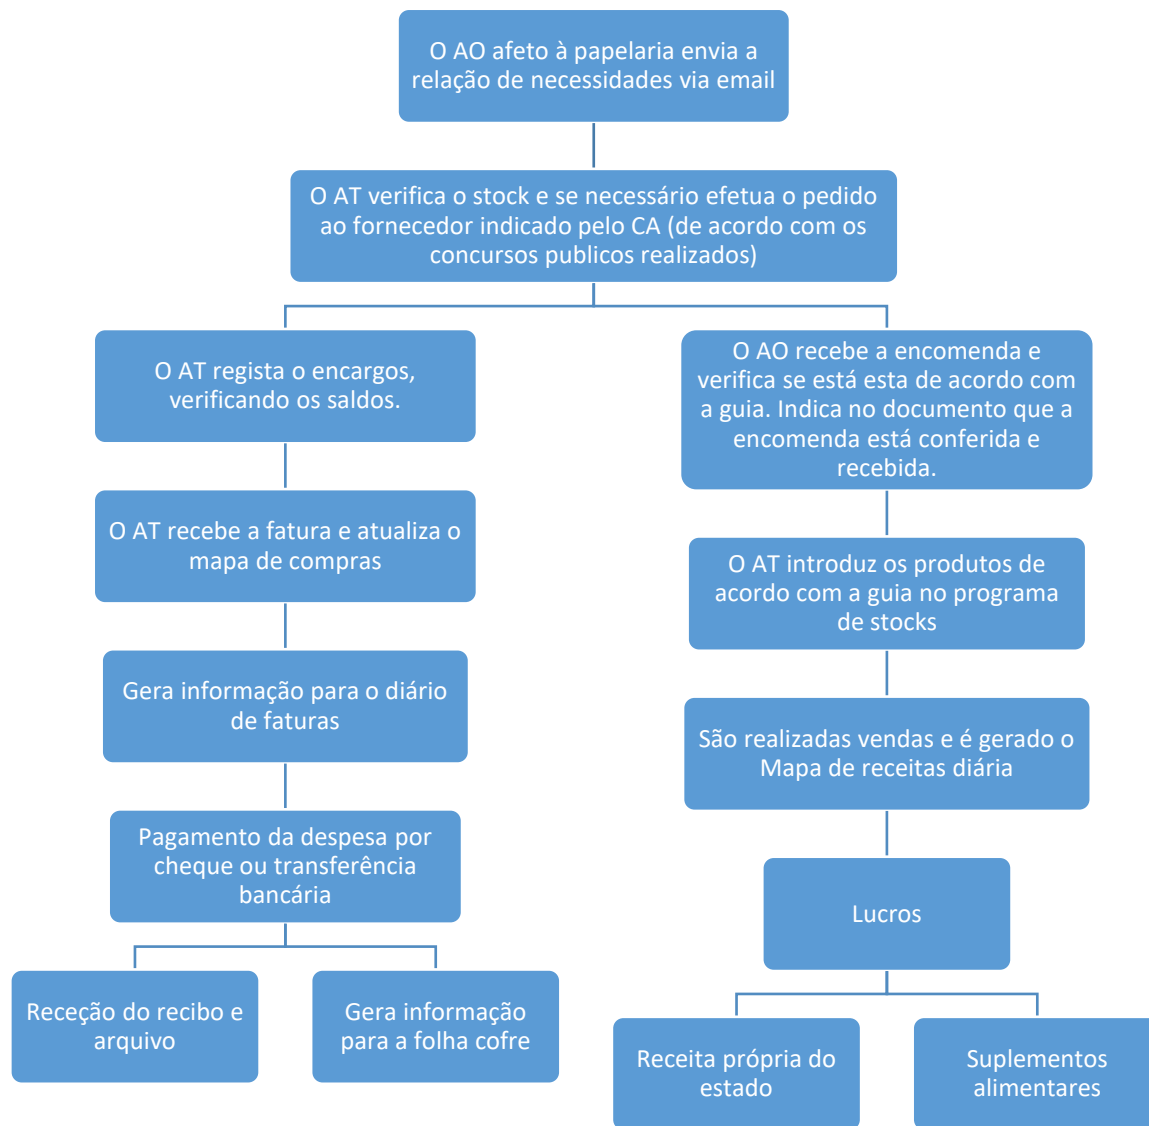 O AO afeto à papelaria envia a
relação de necessidades via email
O AT verifica o stock e se necessário efetua o pedido
ao fornecedor indicado pelo CA (de acordo com os
concursos publicos realizados)
O AT regista o encargos,
verificando os saldos.
O AT recebe a fatura e atualiza o
mapa de compras
Gera informação para o diário
de faturas
Pagamento da despesa por
cheque ou transferência
bancária
Receção do recibo e
arquivo
Gera informação
para a folha cofre
O AO recebe a encomenda e
verifica se está esta de acordo com
a guia. Indica no documento que a
encomenda está conferida e
recebida.
O AT introduz os produtos de
acordo com a guia no programa
de stocks
São realizadas vendas e é gerado o
Mapa de receitas diária
Lucros
Receita própria do
estado
Suplementos
alimentares